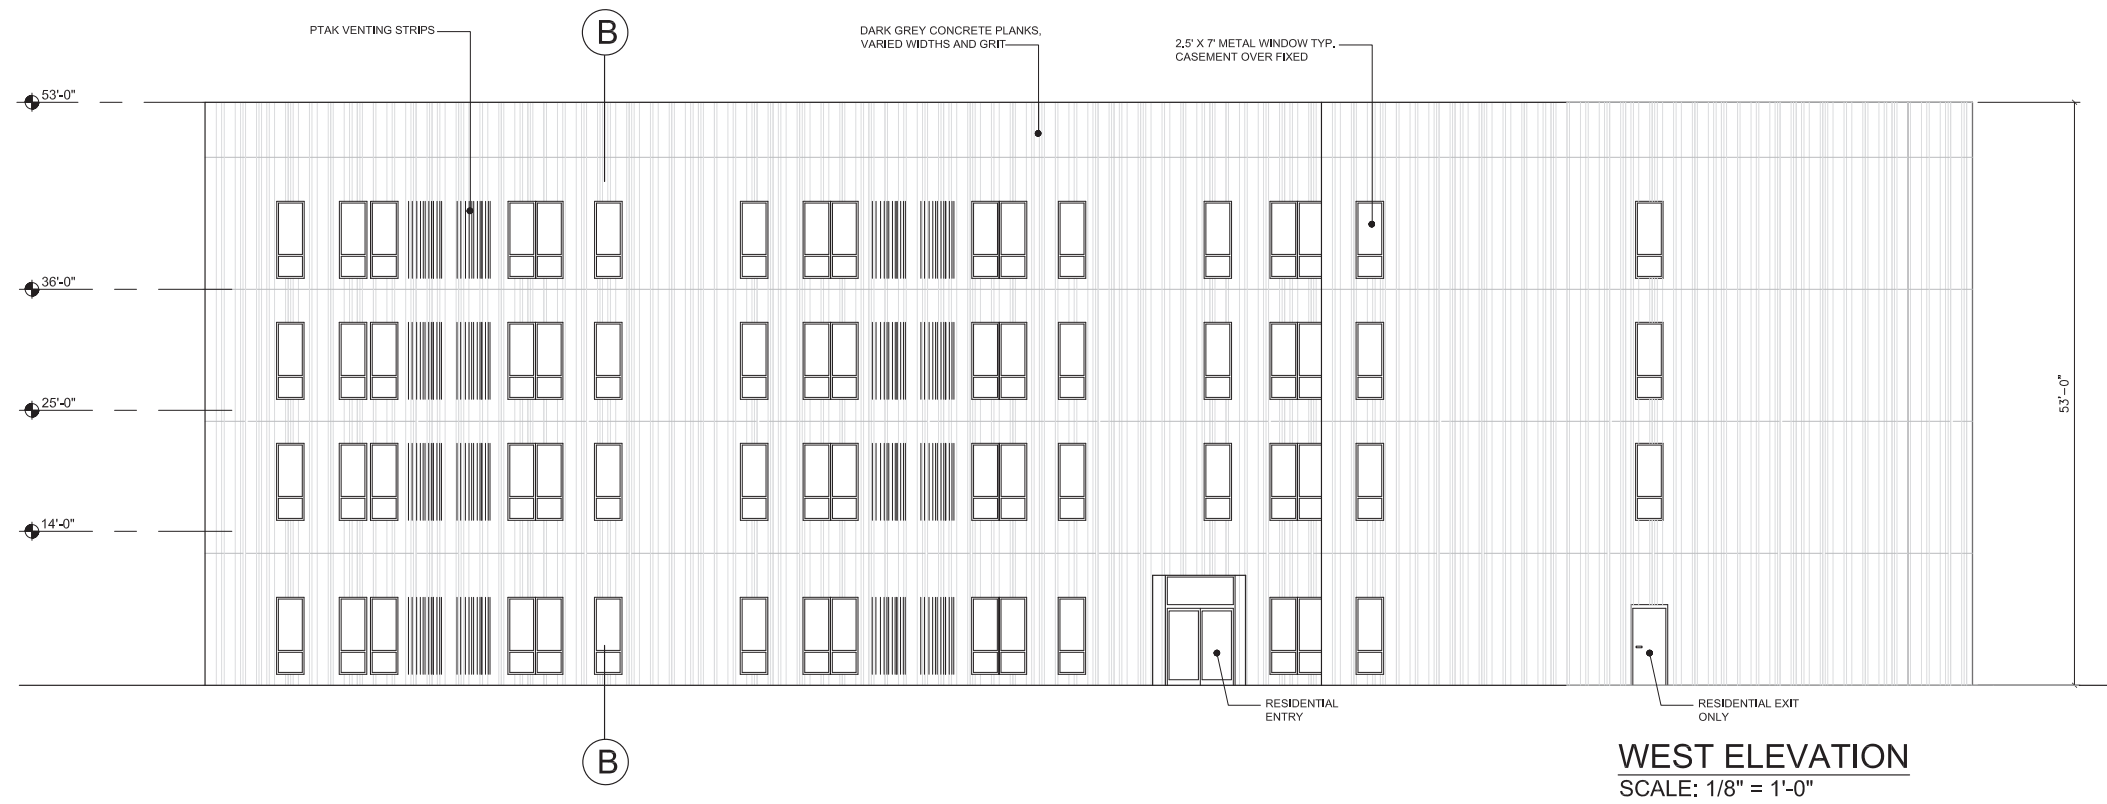 PTAK VENTING STRIPS
B
DARK GREY CONCRETE PLANKS,
VARIED WIDTHS AND GRIT
2.5' X 7' METAL WINDOW TYP.
CASEMENT OVER FIXED
53'-0"
36'-0"
25'-0"
14'-0"
53'-0"
RESIDENTIAL
ENTRY
RESIDENTIAL EXIT
ONLY
B
WEST ELEVATION
SCALE: 1/8" = 1'-0"